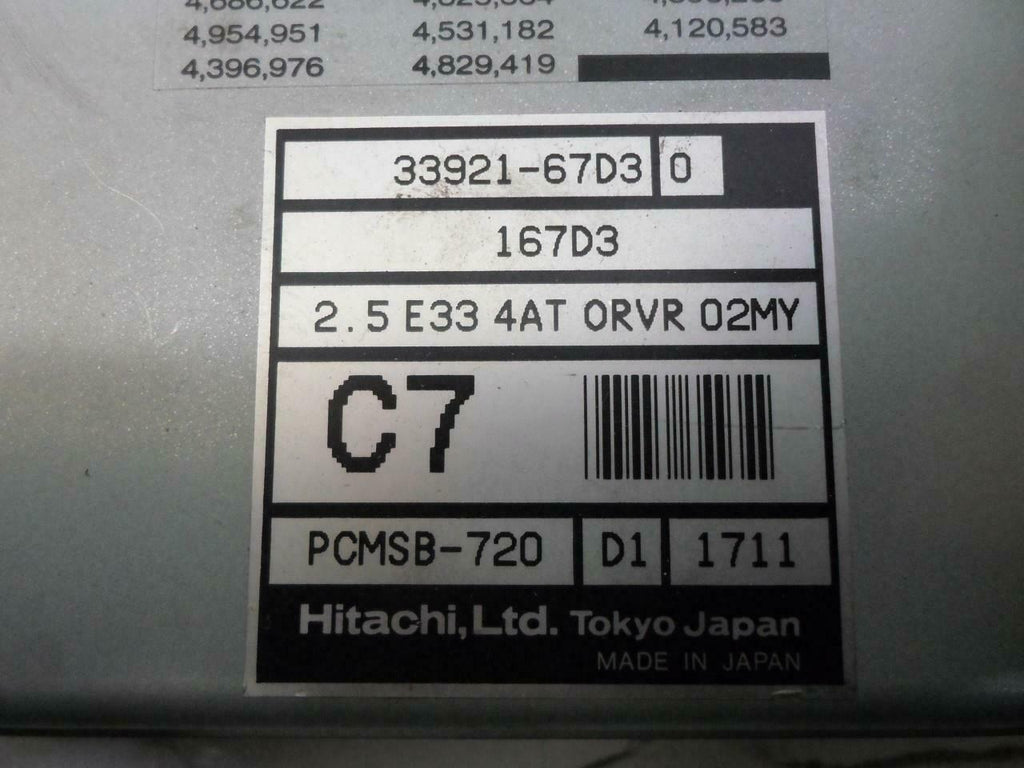 4,954,951 4,531,182 4,120,583
4,396,976 4,829,419
33921-67D3 0
167D3
2.5 E33 4AT ORVR 02MY
C7
PCMSB-720 D1 1711
Hitachi, Ltd. Tokyo Japan
MADE IN JAPAN